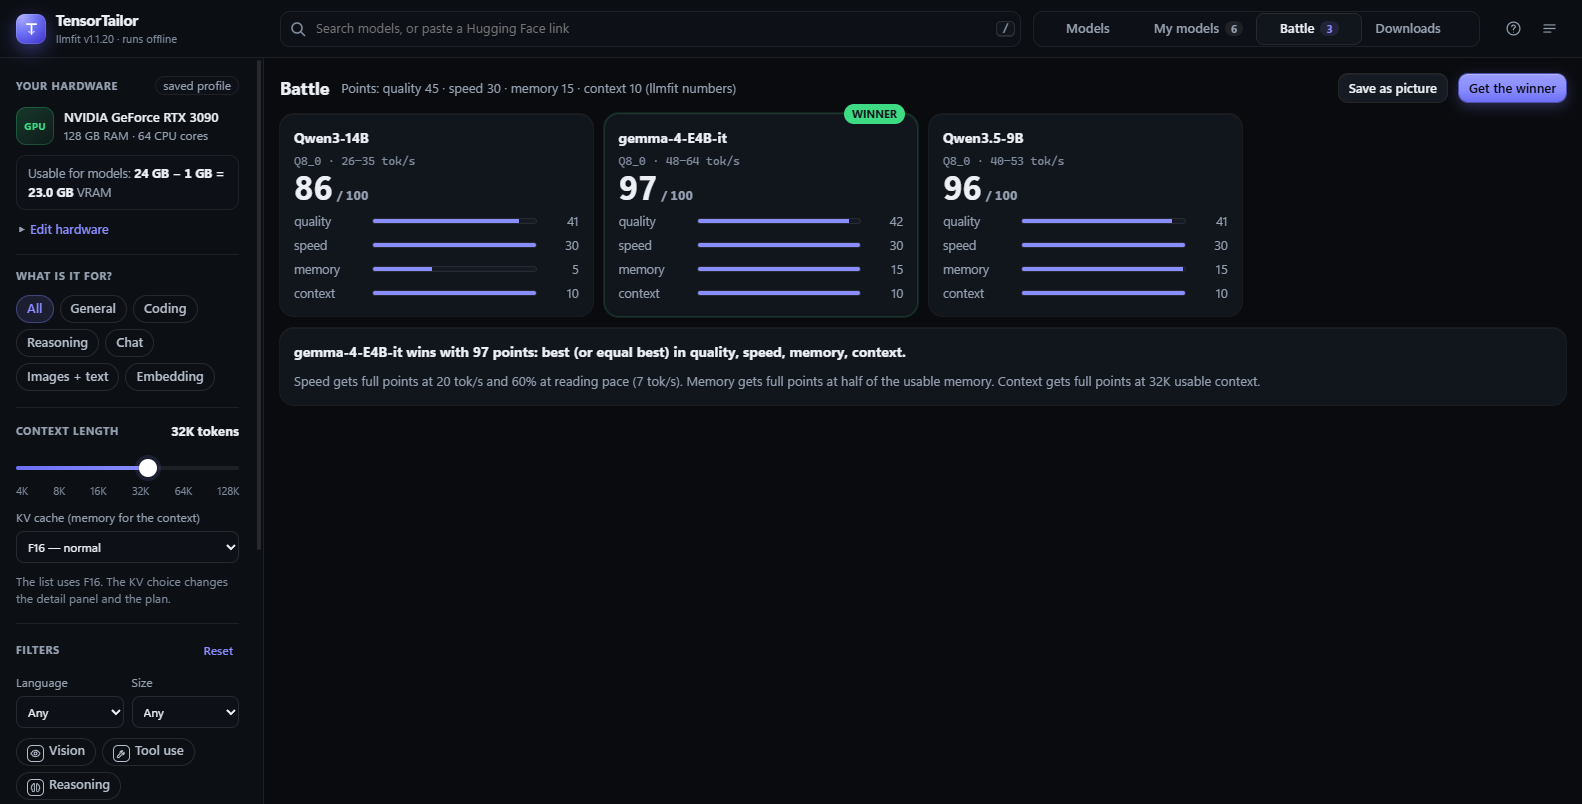 TensorTailor
llmfit v1.1.20 · runs offline
Search models, or paste a Hugging Face link
/
Models
My models 6
Battle 3
Downloads
YOUR HARDWARE
saved profile
GPU
NVIDIA GeForce RTX 3090
128 GB RAM · 64 CPU cores
Usable for models: 24 GB − 1 GB =
23.0 GB VRAM
Edit hardware
WHAT IS IT FOR?
All
General
Coding
Reasoning
Chat
Images + text
Embedding
CONTEXT LENGTH
32K tokens
4K
8K
16K
32K
64K
128K
KV cache (memory for the context)
F16 — normal
The list uses F16. The KV choice changes
the detail panel and the plan.
FILTERS
Reset
Language
Size
Any
Any
Vision
Tool use
Reasoning
Battle
Points: quality 45 · speed 30 · memory 15 · context 10 (llmfit numbers)
Save as picture
Get the winner
Qwen3-14B
Q8_0 · 26–35 tok/s
86 / 100
quality 41
speed 30
memory 5
context 10
WINNER
gemma-4-E4B-it
Q8_0 · 48–64 tok/s
97 / 100
quality 42
speed 30
memory 15
context 10
Qwen3.5-9B
Q8_0 · 40–53 tok/s
96 / 100
quality 41
speed 30
memory 15
context 10
gemma-4-E4B-it wins with 97 points: best (or equal best) in quality, speed, memory, context.
Speed gets full points at 20 tok/s and 60% at reading pace (7 tok/s). Memory gets full points at half of the usable memory. Context gets full points at 32K usable context.